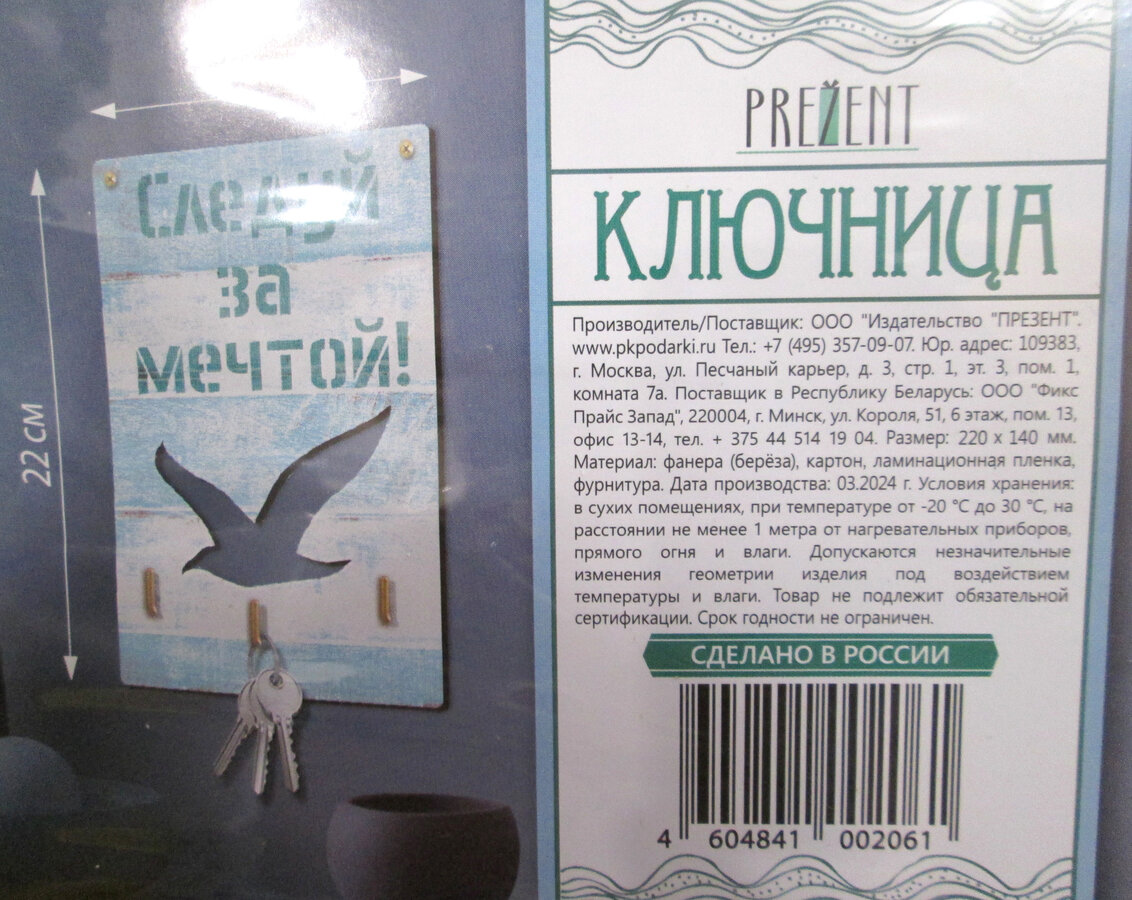 22 см
Следуй
за
мечтой!
PREZENT
КЛЮЧНИЦА
Производитель/Поставщик: ООО "Издательство "ПРЕЗЕНТ".
www.pkpodarki.ru Тел.: +7 (495) 357-09-07. Юр. адрес: 109383,
г. Москва, ул. Песчаный карьер, д. 3, стр. 1, эт. 3, пом. 1,
комната 7а. Поставщик в Республику Беларусь: ООО "Фикс
Прайс Запад", 220004, г. Минск, ул. Короля, 51, 6 этаж, пом. 13,
офис 13-14, тел. + 375 44 514 19 04. Размер: 220 х 140 мм.
Материал: фанера (берёза), картон, ламинационная пленка,
фурнитура. Дата производства: 03.2024 г. Условия хранения:
в сухих помещениях, при температуре от -20 °С до 30 °С, на
расстоянии не менее 1 метра от нагревательных приборов,
прямого огня и влаги. Допускаются незначительные
изменения геометрии изделия под воздействием
температуры и влаги. Товар не подлежит обязательной
сертификации. Срок годности не ограничен.
СДЕЛАНО В РОССИИ
4 604841 002061